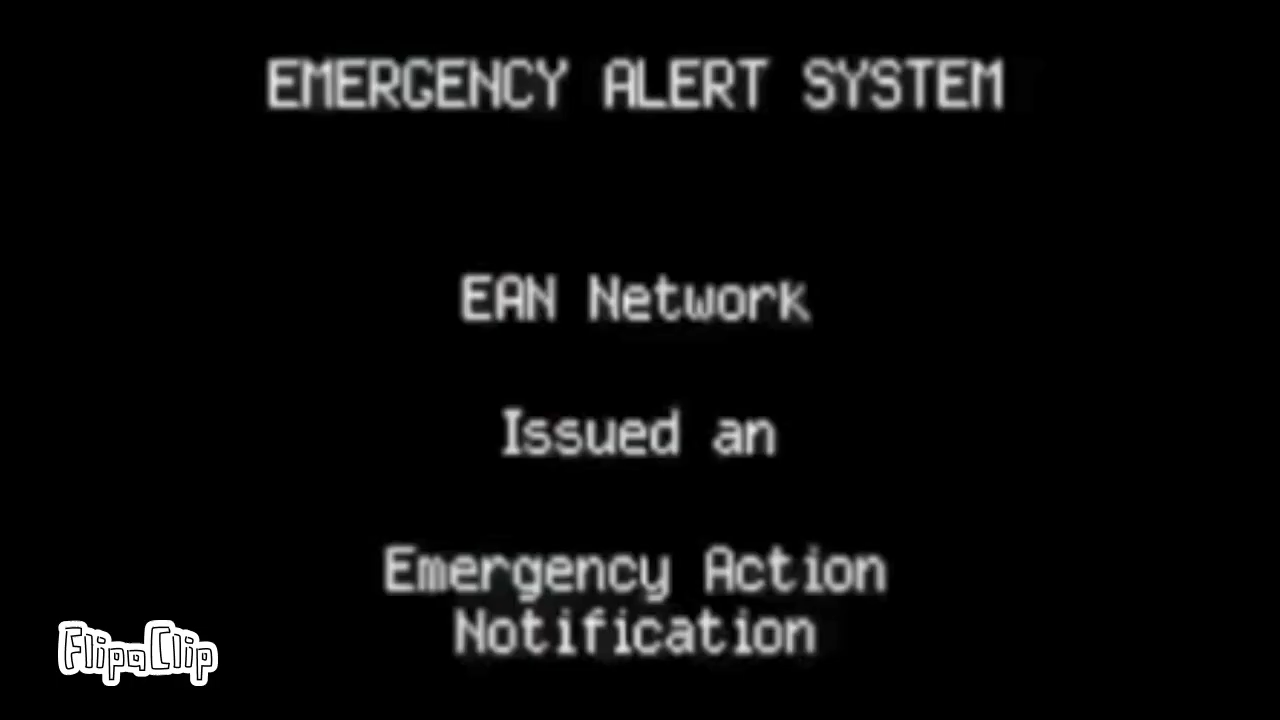 EMERGENCY ALERT SYSTEM
EAN Network
Issued an
Emergency Action
Notification
FlipaClip